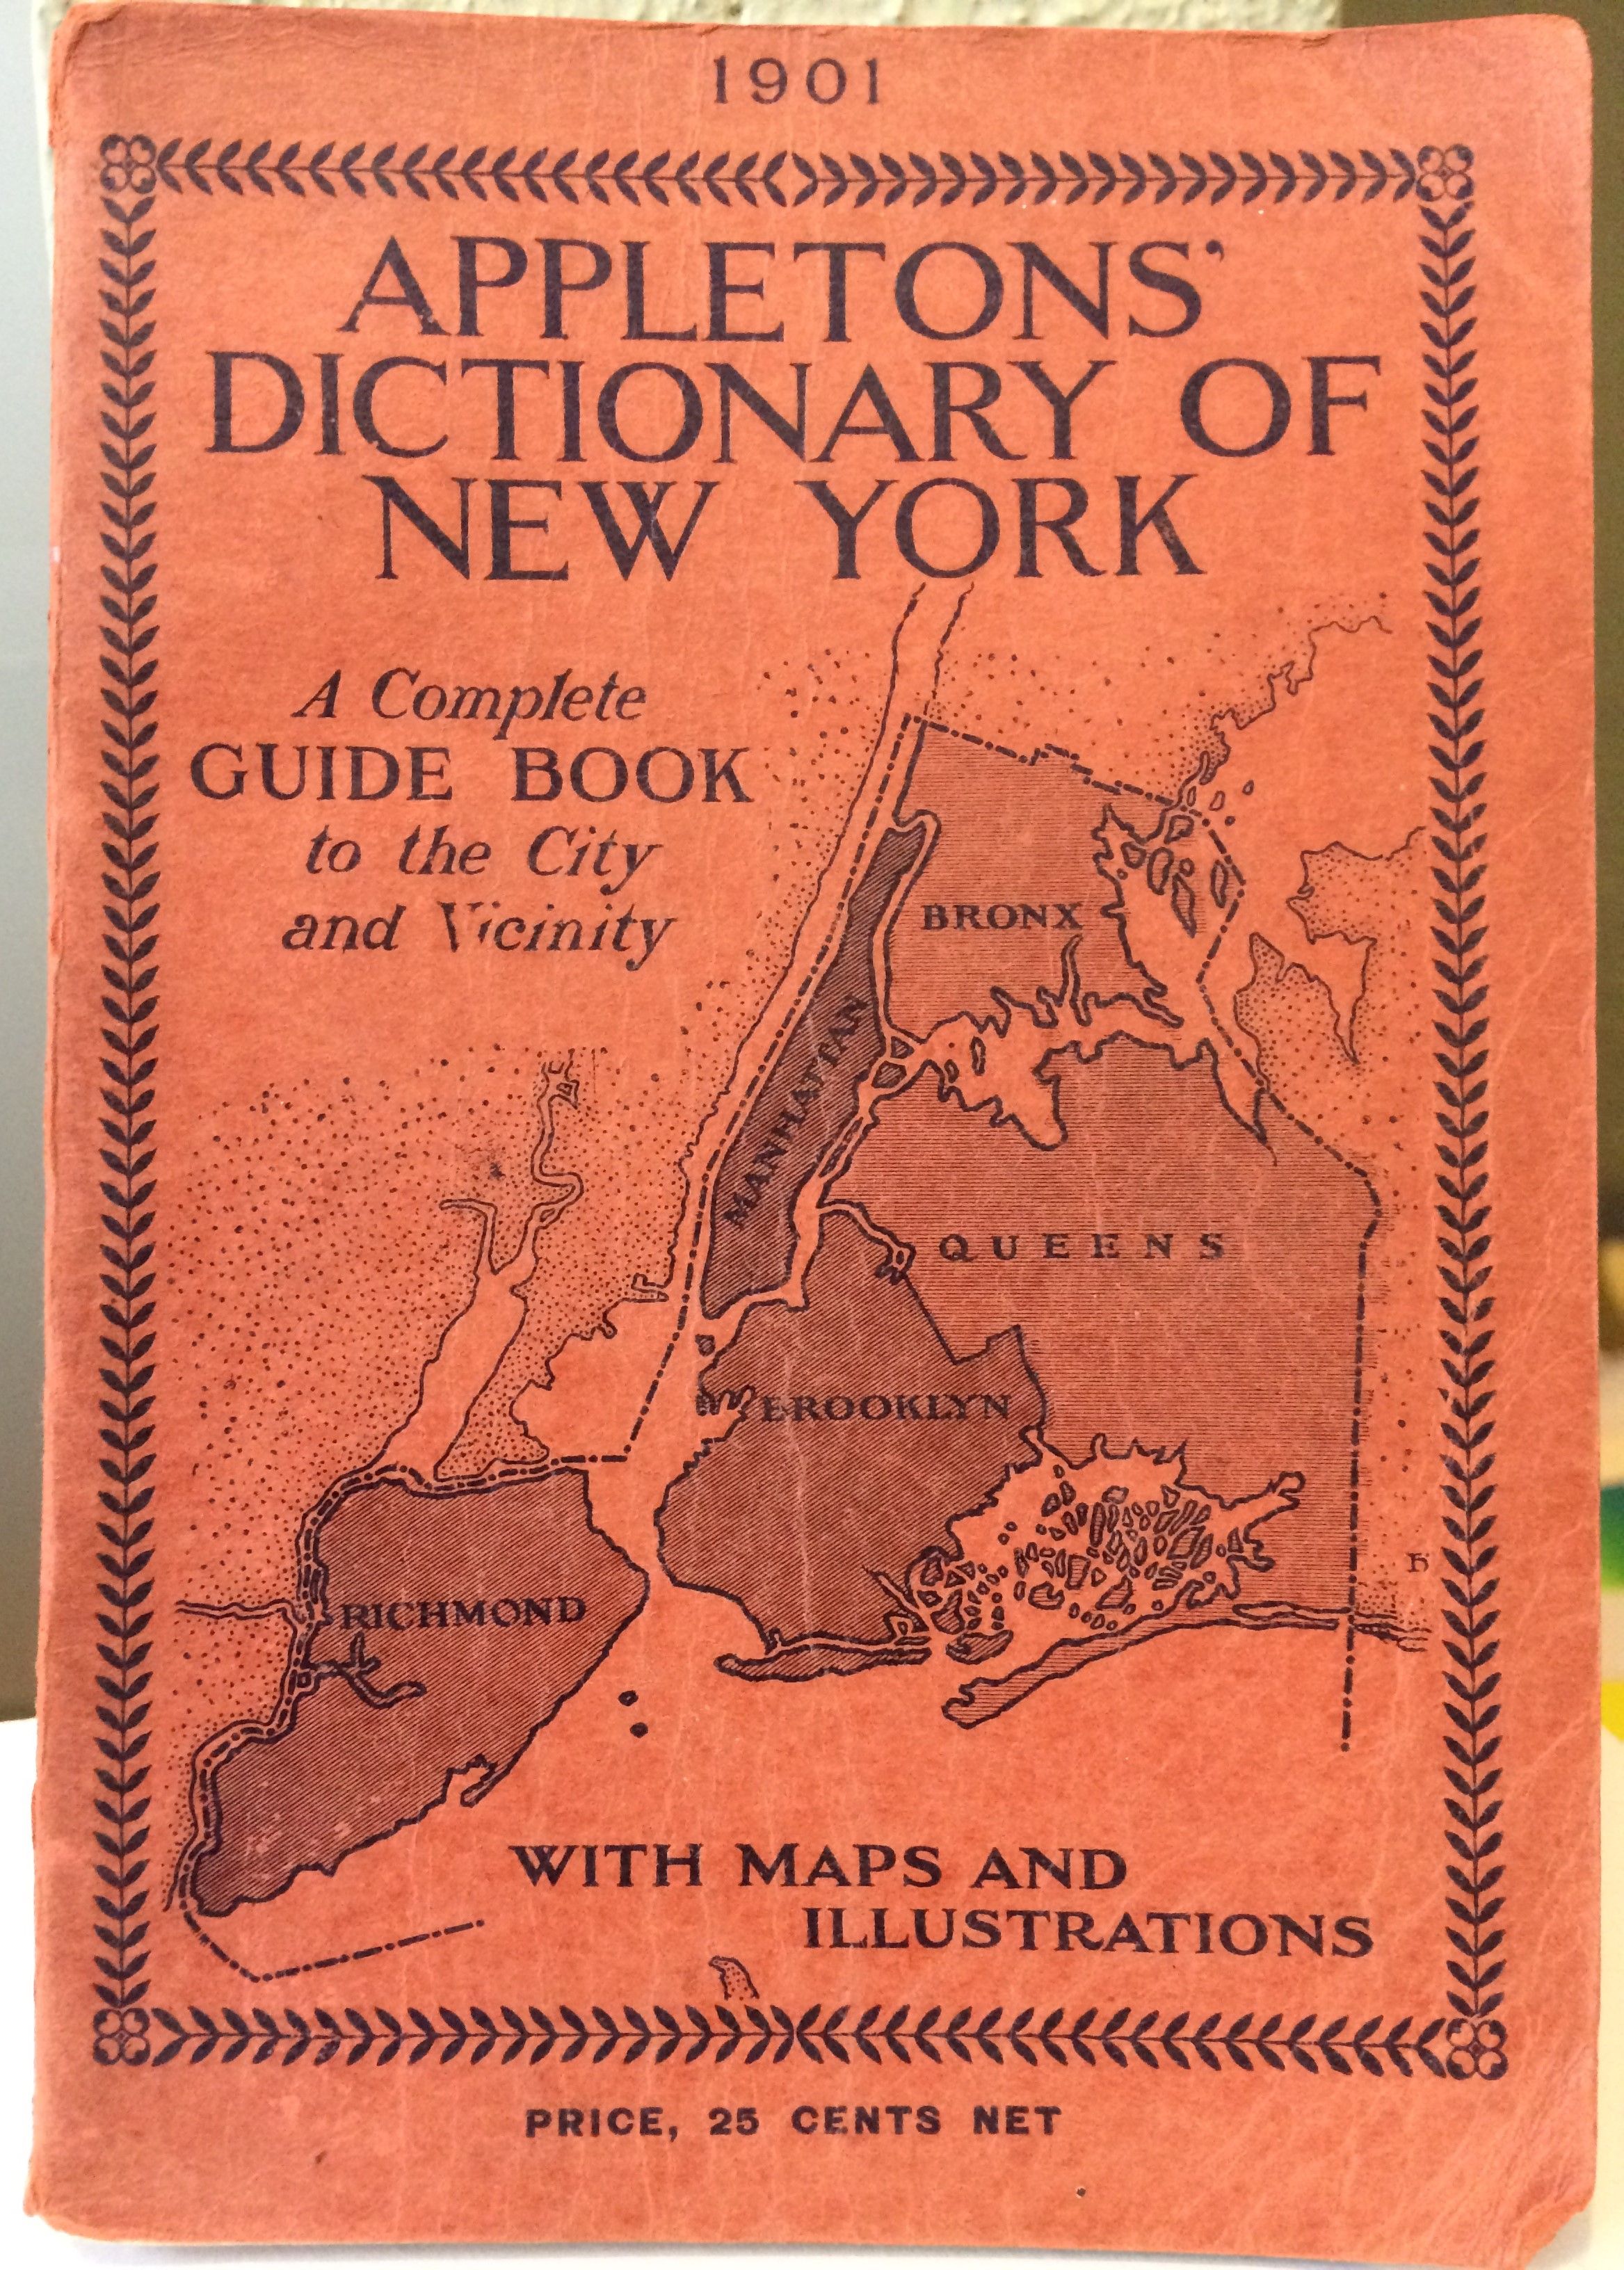 1901
APPLETONS'
DICTIONARY OF
NEW YORK
A Complete
GUIDE BOOK
to the City
and Vicinity
BRONX
MANHATTAN
QUEENS
BROOKLYN
RICHMOND
WITH MAPS AND
ILLUSTRATIONS
PRICE, 25 CENTS NET